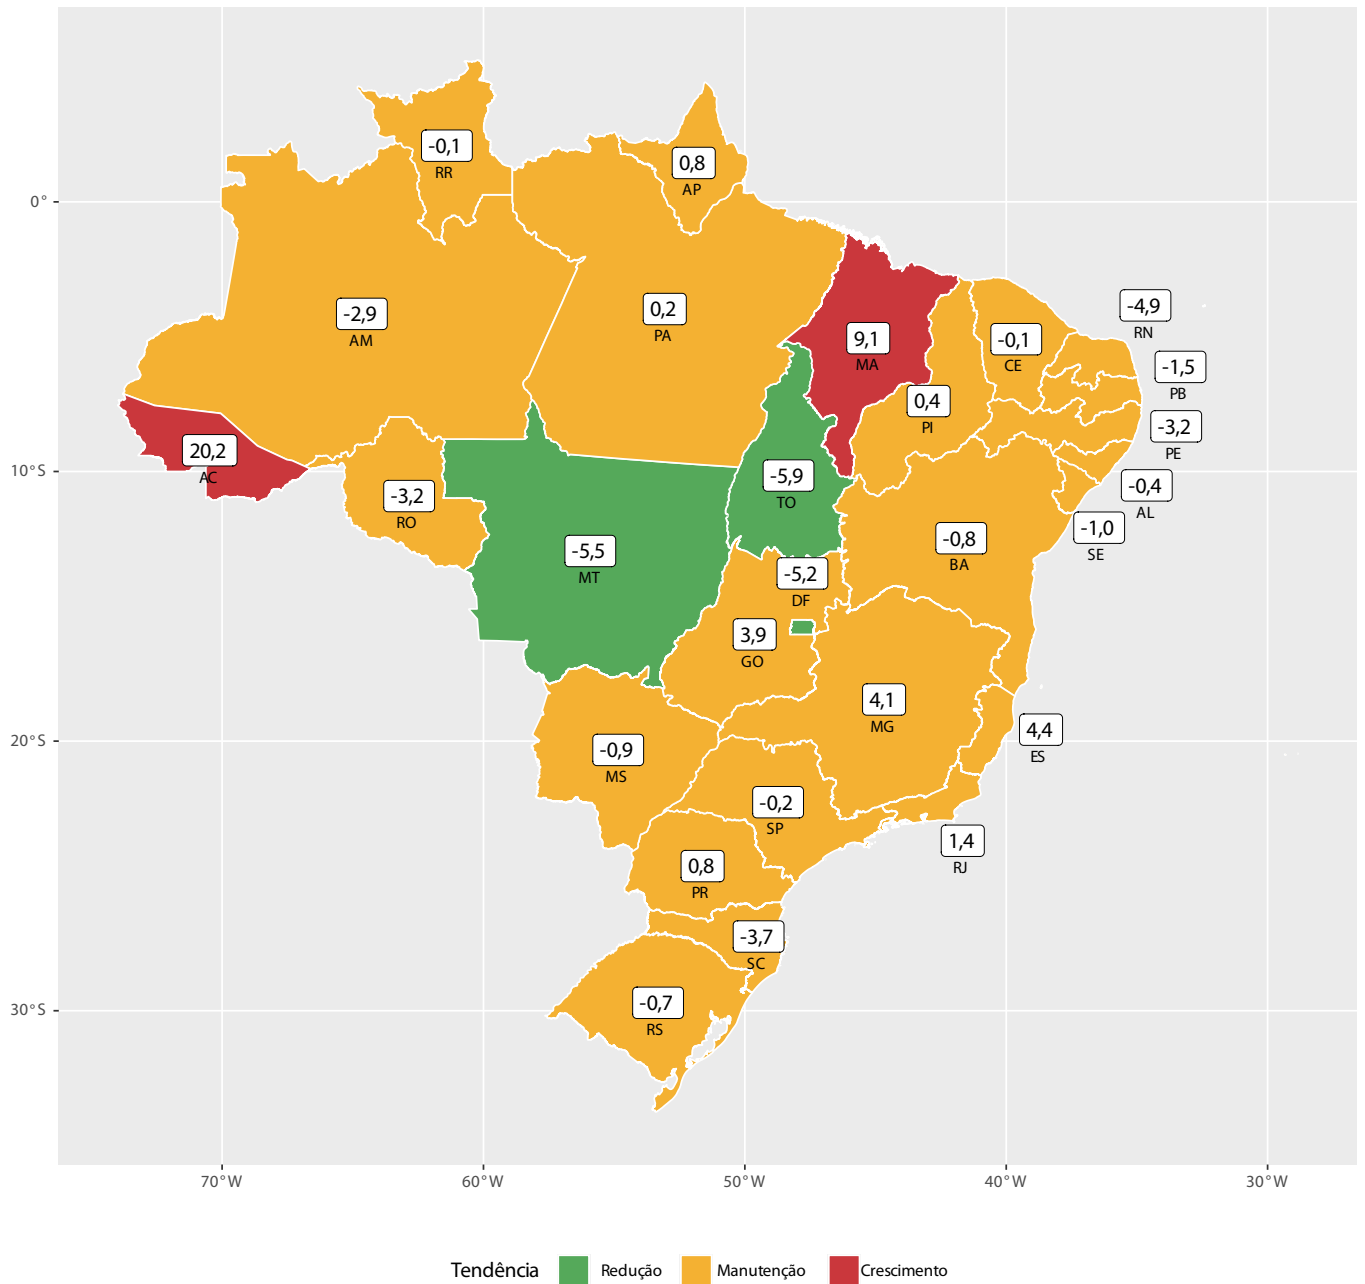 -0,1
RR
0,8
AP
0°
-2,9
AM
0,2
PA
9,1
MA
-0,1
CE
-4,9
RN
-1,5
PB
0,4
PI
-3,2
PE
20,2
AC
10°S
-3,2
RO
-5,9
TO
-0,4
AL
-1,0
SE
-0,8
BA
-5,5
MT
-5,2
DF
3,9
GO
4,1
MG
4,4
ES
20°S
-0,9
MS
-0,2
SP
1,4
RJ
0,8
PR
-3,7
SC
-0,7
RS
30°S
70°W 60°W 50°W 40°W 30°W
Tendência Redução Manutenção Crescimento